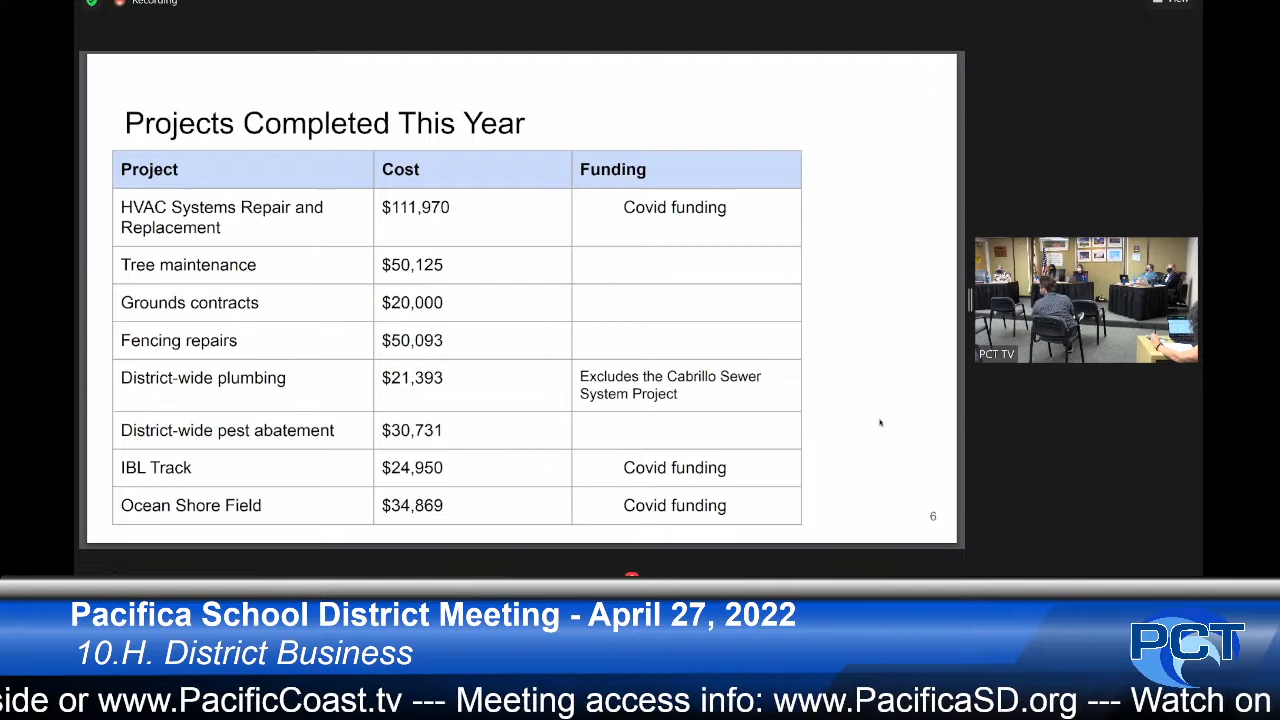 Recording
View
Projects Completed This Year
Project Cost Funding
HVAC Systems Repair and
Replacement
$111,970
Covid funding
Tree maintenance $50,125
Grounds contracts $20,000
Fencing repairs $50,093
District-wide plumbing $21,393
Excludes the Cabrillo Sewer
System Project
District-wide pest abatement $30,731
IBL Track $24,950 Covid funding
Ocean Shore Field $34,869 Covid funding
6
PCT TV
Pacifica School District Meeting - April 27, 2022
10.H. District Business
PCT
side or www.PacificCoast.tv --- Meeting access info: www.PacificaSD.org --- Watch on